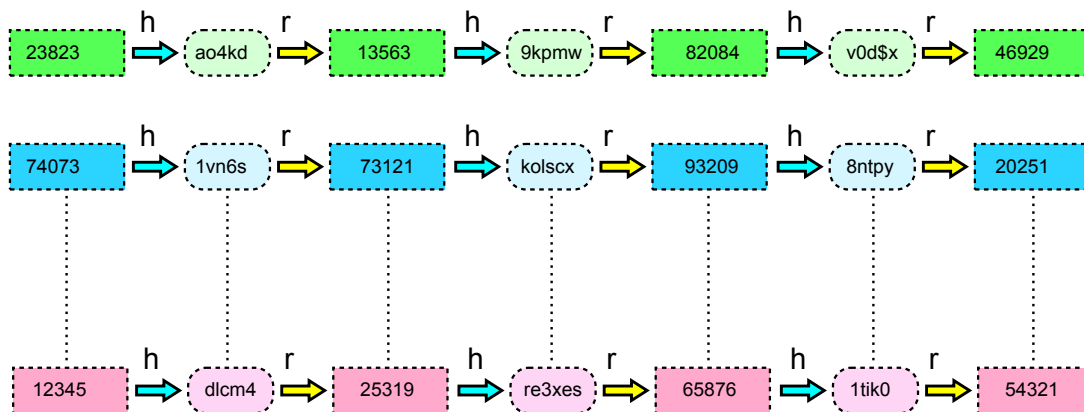 h r h r h r
23823 ao4kd 13563 9kpmw 82084 v0d$x 46929
h r h r h r
74073 1vn6s 73121 kolscx 93209 8ntpy 20251
h r h r h r
12345 dlcm4 25319 re3xes 65876 1tik0 54321